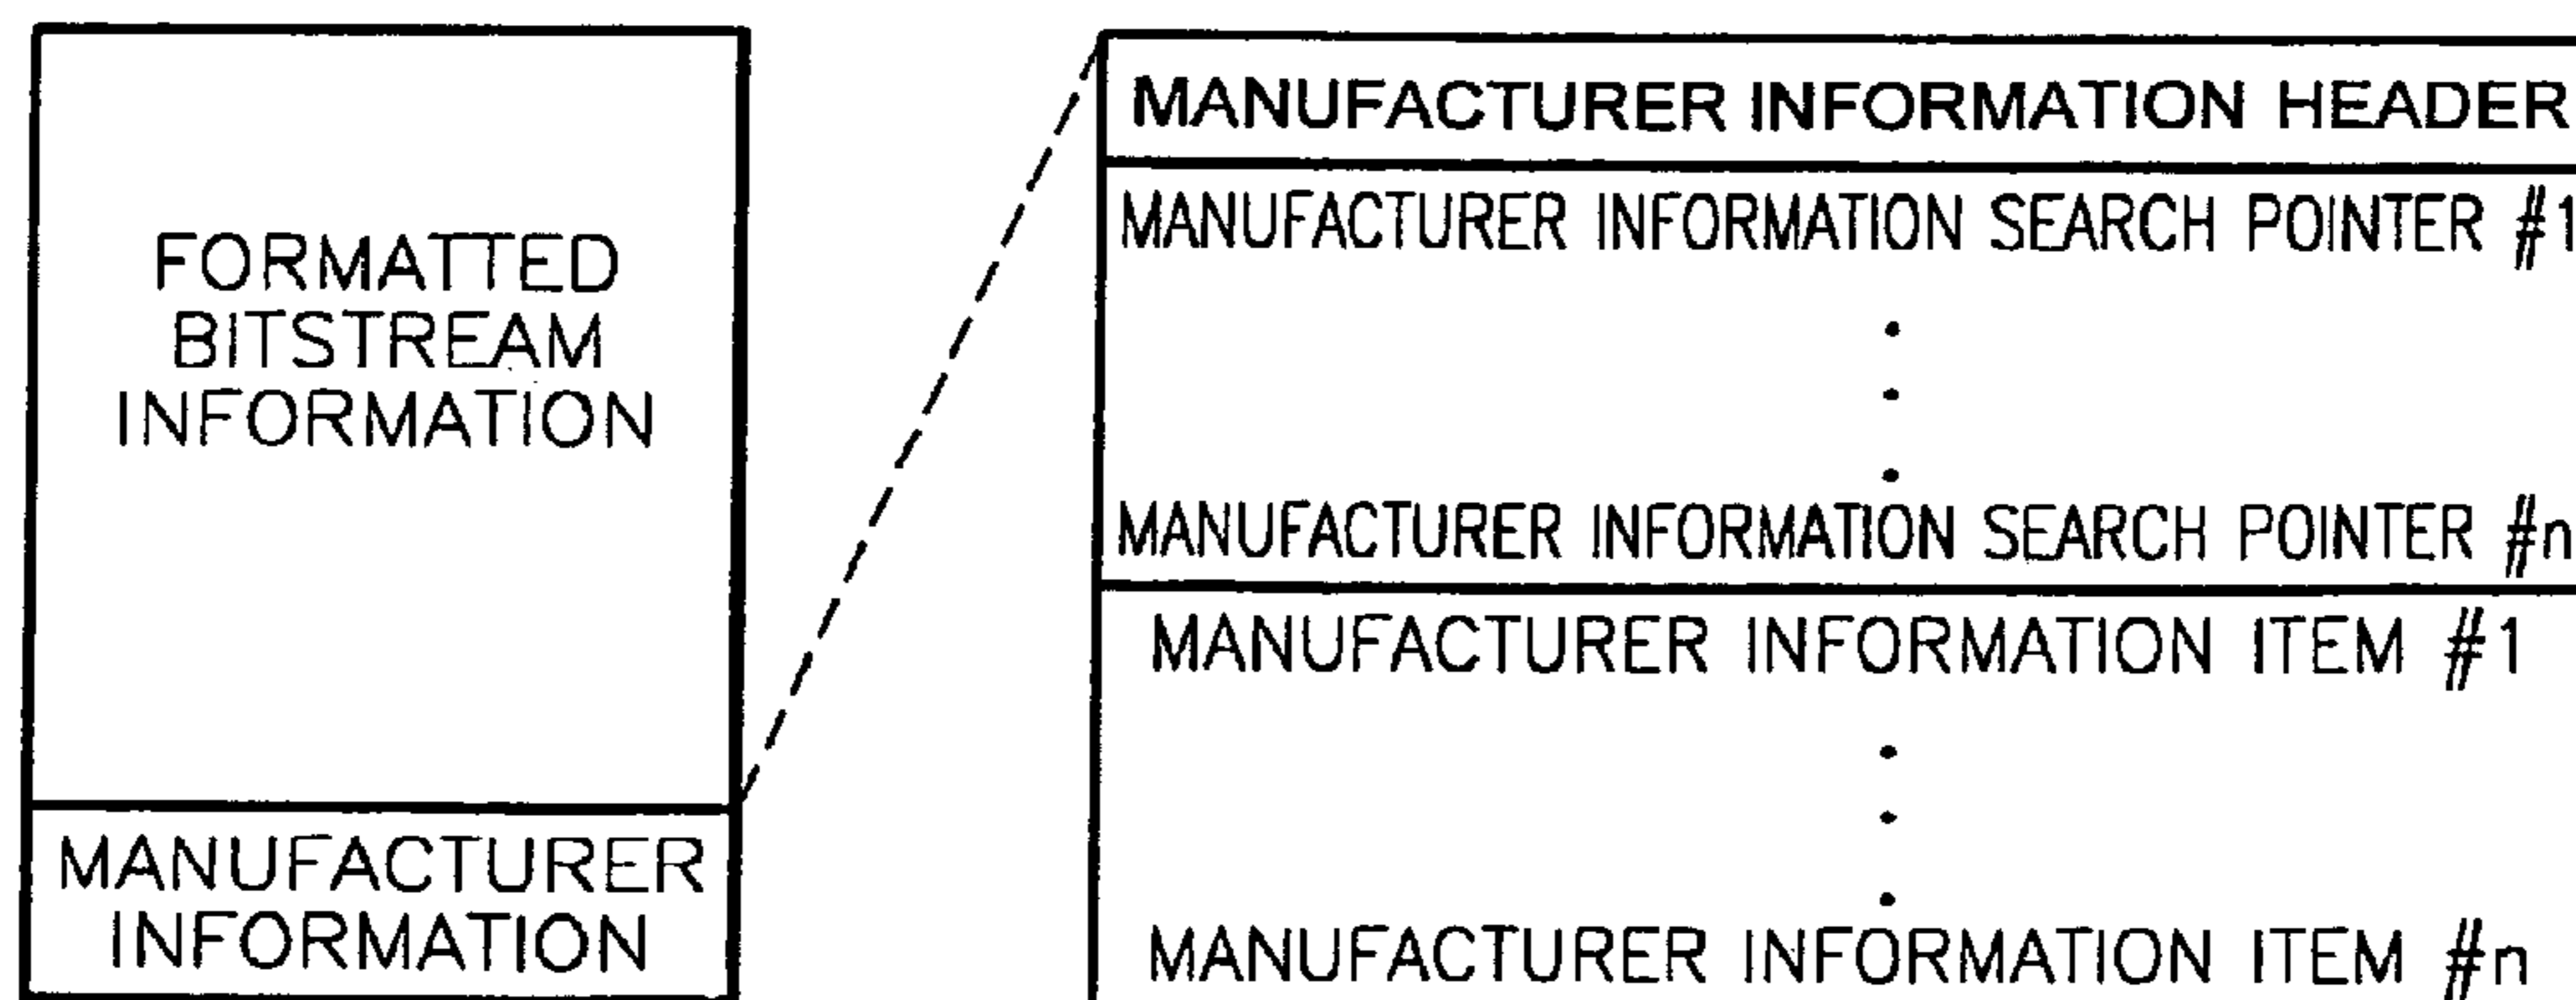 FORMATTED
BITSTREAM
INFORMATION
MANUFACTURER
INFORMATION
MANUFACTURER INFORMATION HEADER
MANUFACTURER INFORMATION SEARCH POINTER #1
MANUFACTURER INFORMATION SEARCH POINTER #n
MANUFACTURER INFORMATION ITEM #1
MANUFACTURER INFORMATION ITEM #n